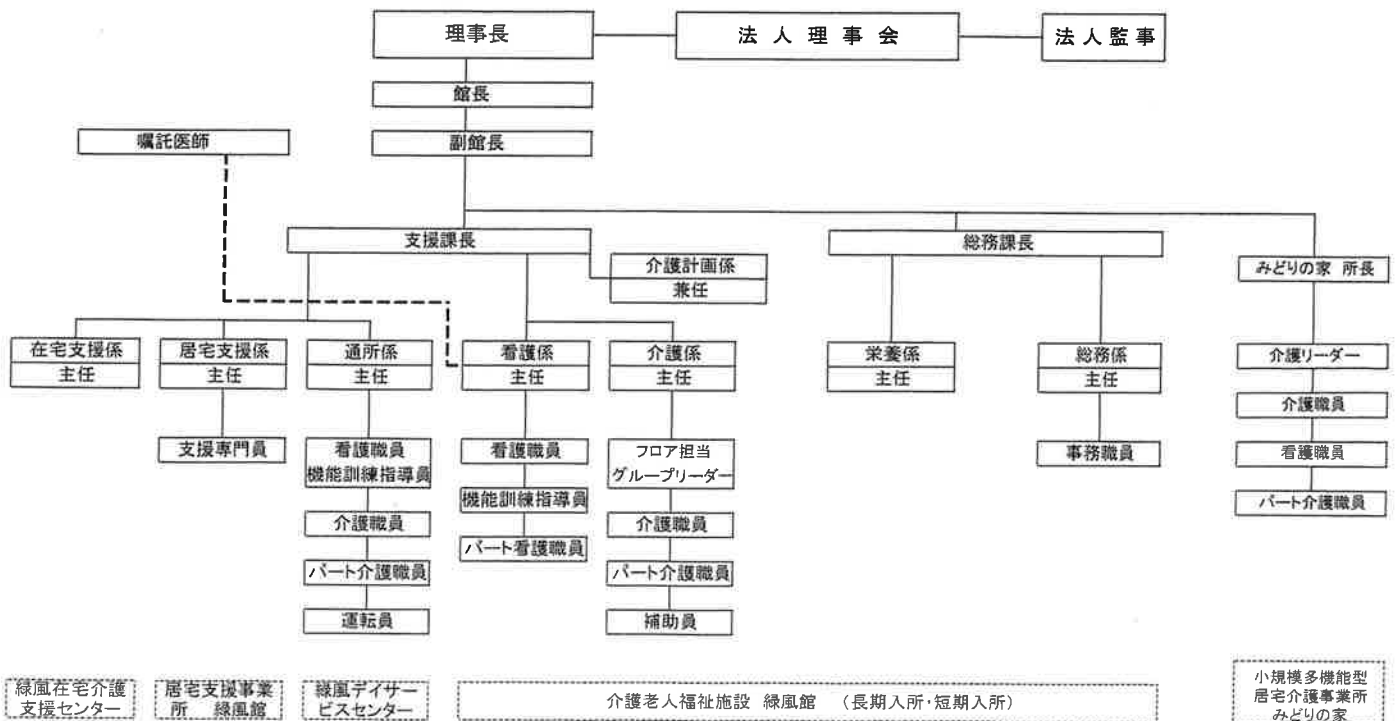 理事長
法人理事会
法人監事
館長
嘱託医師
副館長
支援課長
総務課長
介護計画係
兼任
みどりの家 所長
在宅支援係
主任
居宅支援係
主任
通所係
主任
看護係
主任
介護係
主任
栄養係
主任
総務係
主任
介護リーダー
介護職員
看護職員
パート介護職員
支援専門員
看護職員
機能訓練指導員
介護職員
パート介護職員
運転員
看護職員
機能訓練指導員
パート看護職員
フロア担当
グループリーダー
介護職員
パート介護職員
補助員
事務職員
緑風在宅介護
支援センター
居宅支援事業
所 緑風館
緑風デイサー
ビスセンター
介護老人福祉施設 緑風館 (長期入所・短期入所)
小規模多機能型
居宅介護事業所
みどりの家